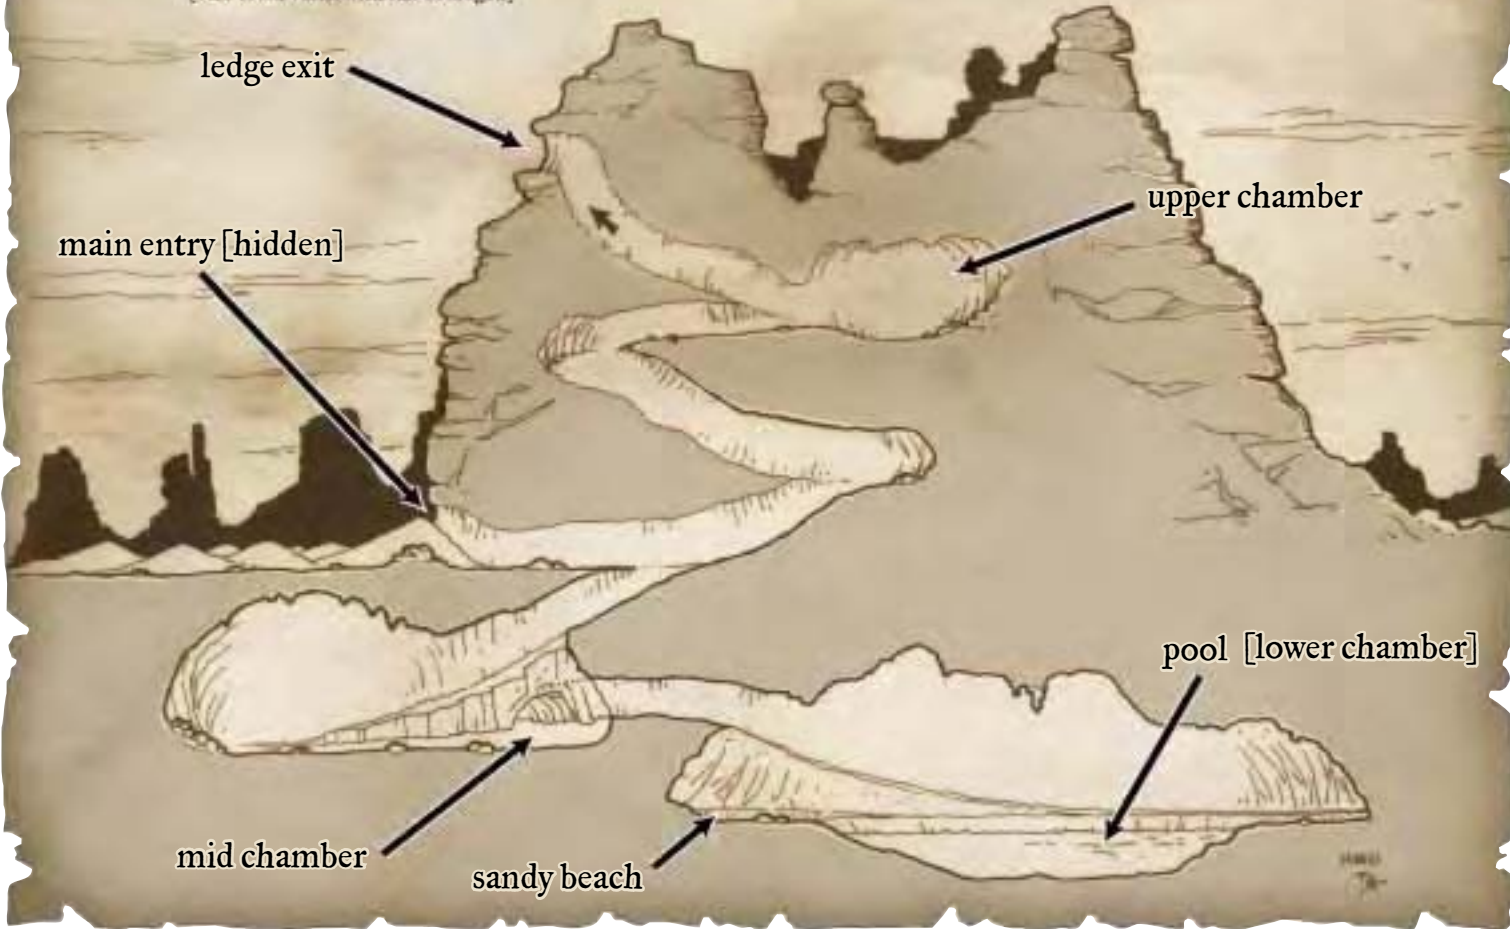 ledge exit
upper chamber
main entry [hidden]
pool [lower chamber]
mid chamber
sandy beach